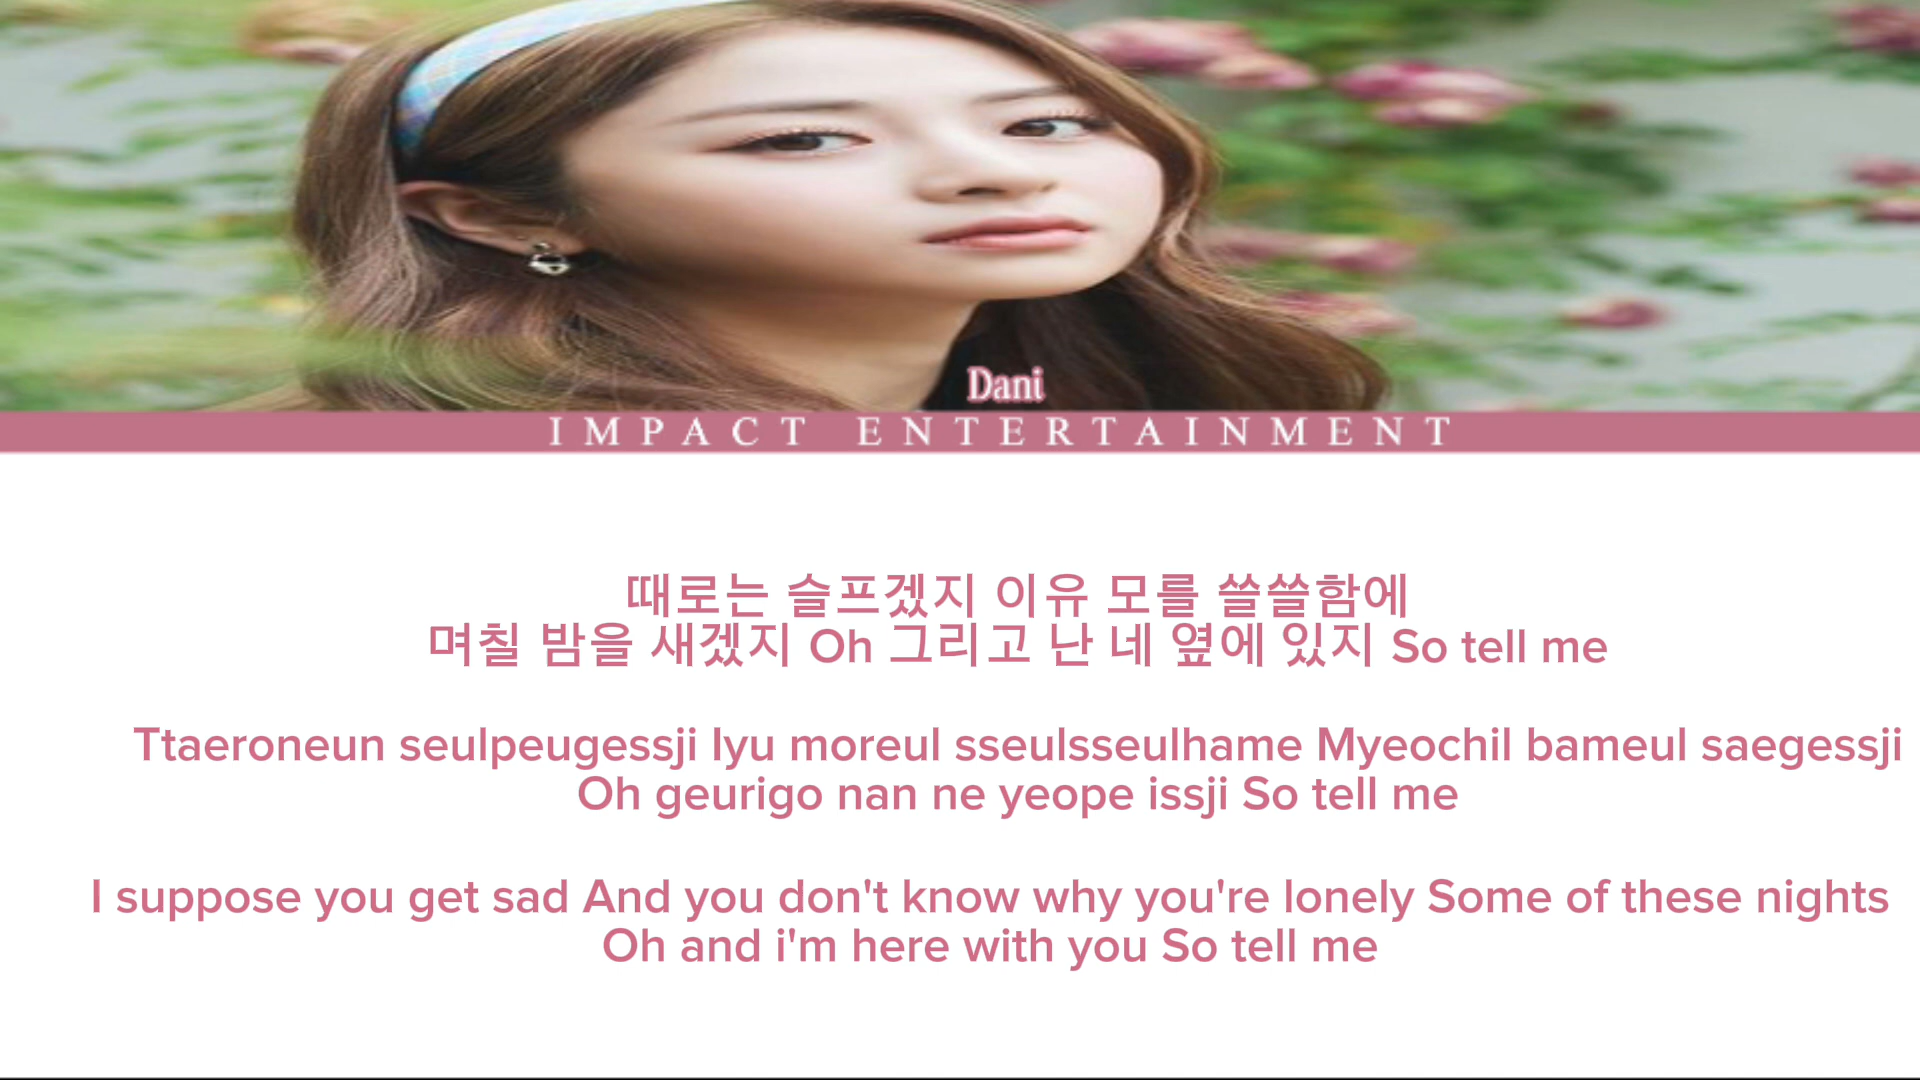 Dani
IMPACT ENTERTAINMENT
때로는 슬프겠지 이유 모를 쓸쓸함에
며칠 밤을 새겠지 Oh 그리고 난 네 옆에 있지 So tell me
Ttaeroneun seulpeugessji Iyu moreul sseulsseulhame Myeochil bameul saegessji
Oh geurigo nan ne yeope issji So tell me
I suppose you get sad And you don't know why you're lonely Some of these nights
Oh and i'm here with you So tell me